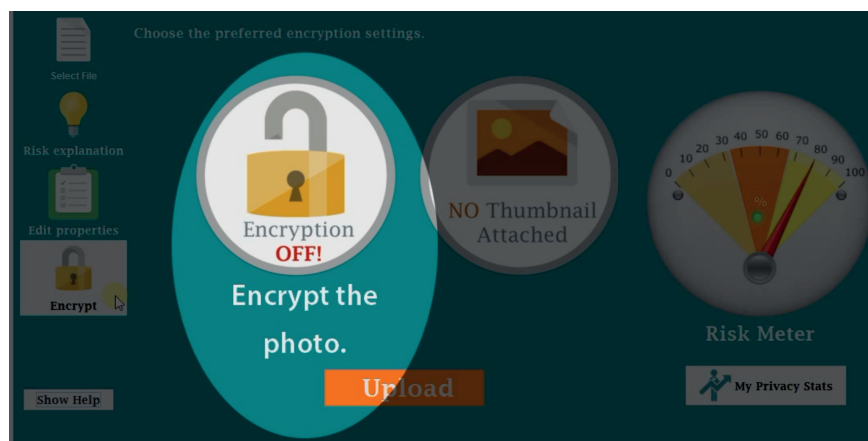 Choose the preferred encryption settings.
Select File
Risk explanation
Edit properties
Encrypt
Show Help
Encryption
OFF!
Encrypt the
photo.
NO Thumbnail
Attached
Upload
0 10 20 30 40 50 60 70 80 90 100
%
Risk Meter
My Privacy Stats